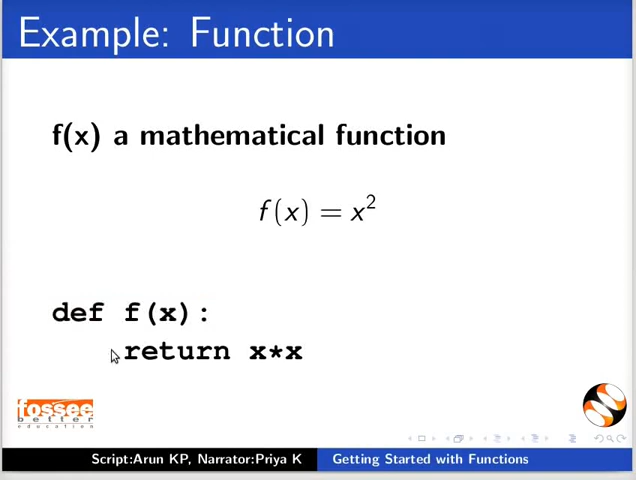 Example: Function
f(x) a mathematical function
f(x) = x²
def f(x):
return x*x
fossee
better
education
Script:Arun KP, Narrator:Priya K
Getting Started with Functions